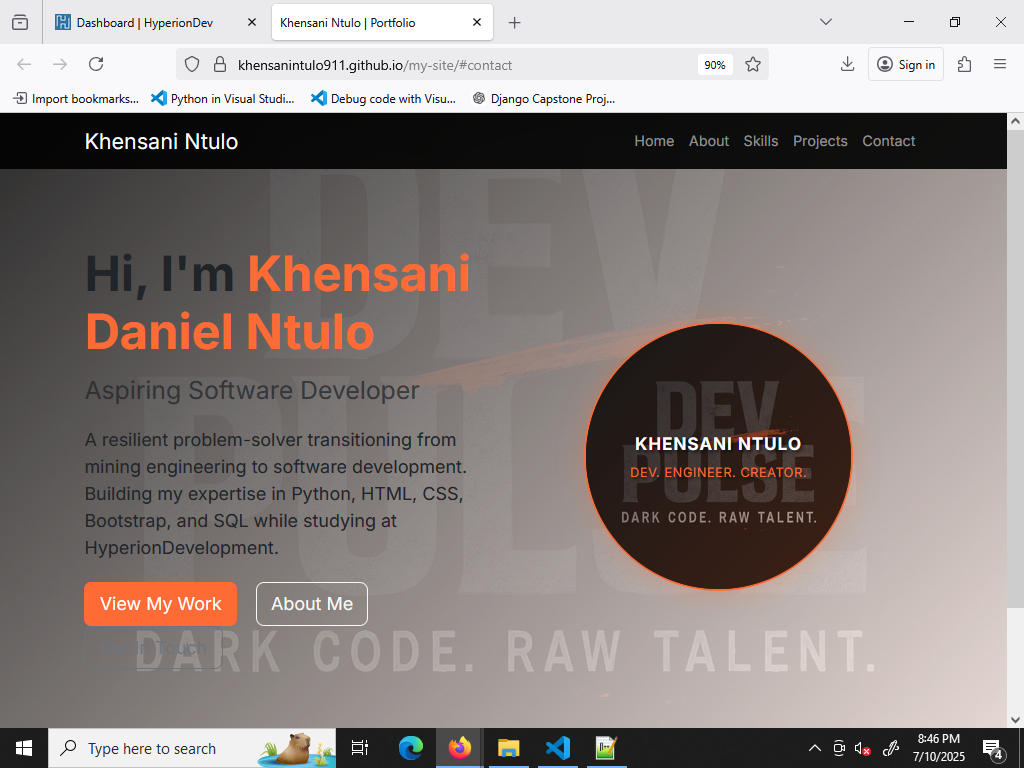 Dashboard | HyperionDev
Khensani Ntulo | Portfolio
khensanintulo911.github.io/my-site/#contact
90%
Sign in
Import bookmarks...
Python in Visual Studi...
Debug code with Visu...
Django Capstone Proj...
Khensani Ntulo
Home
About
Skills
Projects
Contact
DEV
PULSE
DARK CODE. RAW TALENT.
Hi, I'm Khensani
Daniel Ntulo
Aspiring Software Developer
A resilient problem-solver transitioning from
mining engineering to software development.
Building my expertise in Python, HTML, CSS,
Bootstrap, and SQL while studying at
HyperionDevelopment.
View My Work
About Me
In Touch
DEV
PULSE
KHENSANI NTULO
DEV. ENGINEER. CREATOR.
DARK CODE. RAW TALENT.
Type here to search
8:46 PM
7/10/2025
4